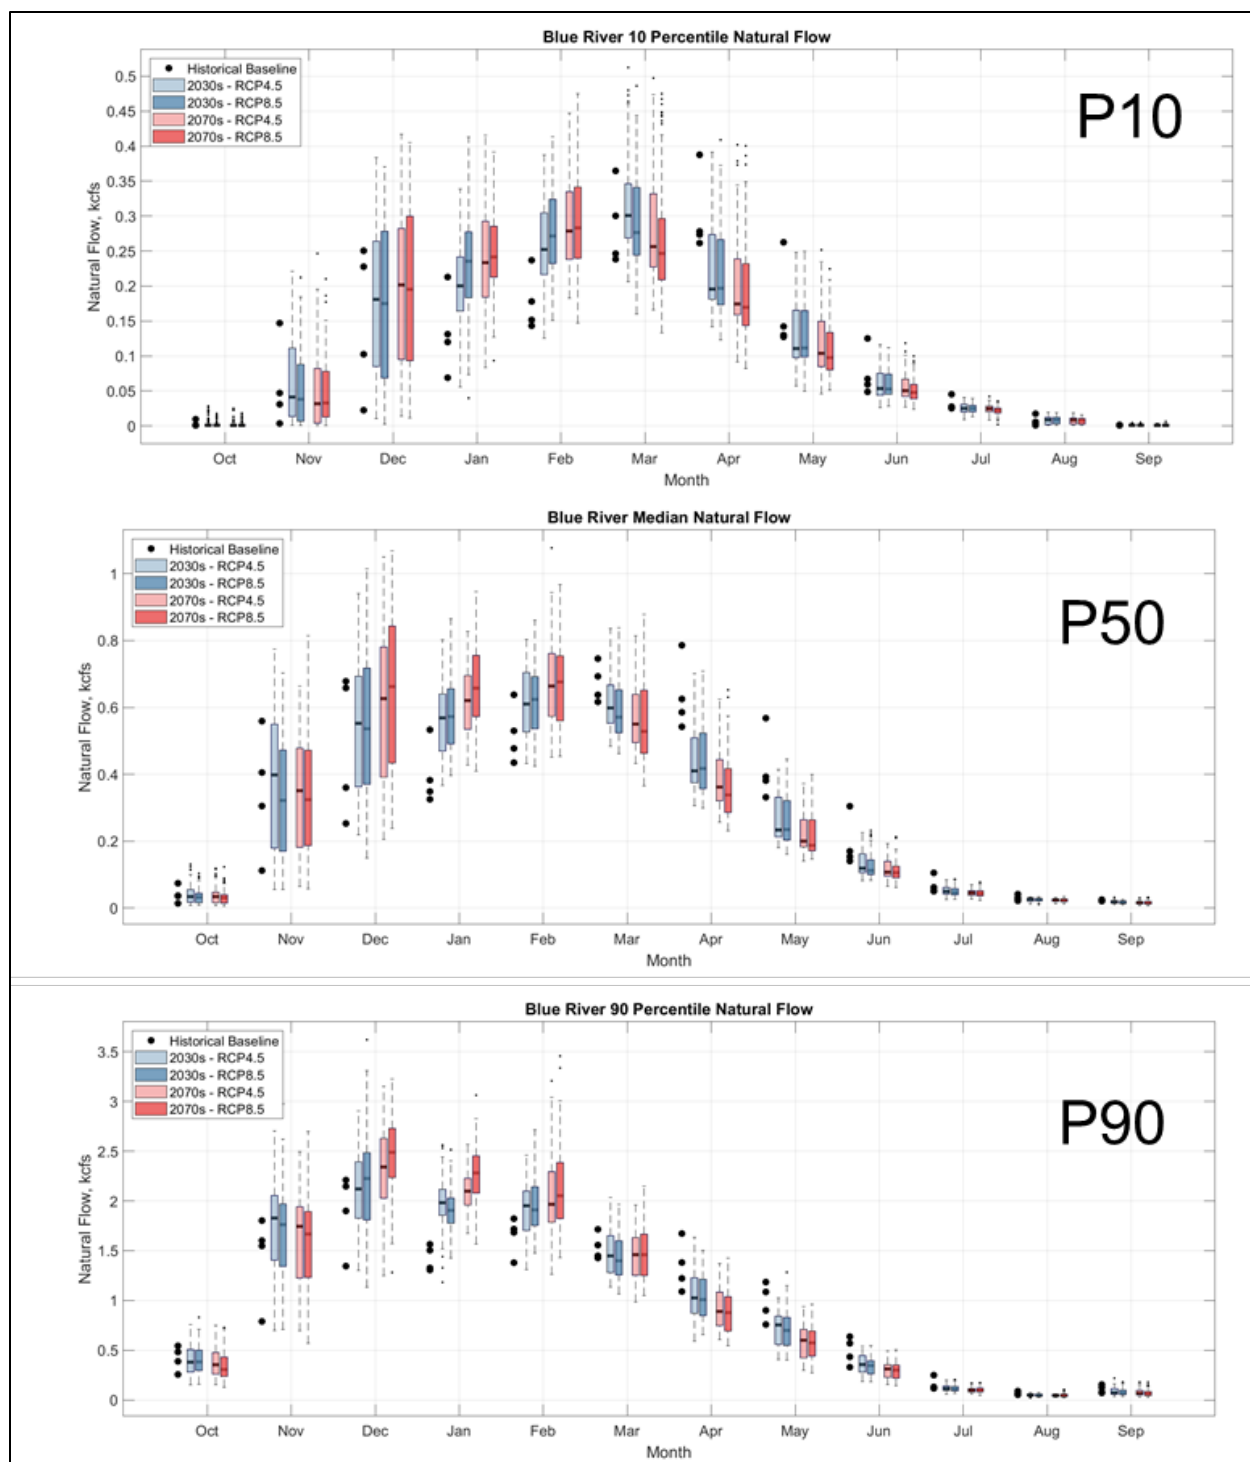 Blue River 10 Percentile Natural Flow
Historical Baseline
2030s - RCP4.5
2030s - RCP8.5
2070s - RCP4.5
2070s - RCP8.5
P10
Natural Flow, kcfs
0.5
0.45
0.4
0.35
0.3
0.25
0.2
0.15
0.1
0.05
0
Oct Nov Dec Jan Feb Mar Apr May Jun Jul Aug Sep
Month
Blue River Median Natural Flow
Historical Baseline
2030s - RCP4.5
2030s - RCP8.5
2070s - RCP4.5
2070s - RCP8.5
P50
Natural Flow, kcfs
1
0.8
0.6
0.4
0.2
0
Oct Nov Dec Jan Feb Mar Apr May Jun Jul Aug Sep
Month
Blue River 90 Percentile Natural Flow
Historical Baseline
2030s - RCP4.5
2030s - RCP8.5
2070s - RCP4.5
2070s - RCP8.5
P90
Natural Flow, kcfs
3.5
3
2.5
2
1.5
1
0.5
0
Oct Nov Dec Jan Feb Mar Apr May Jun Jul Aug Sep
Month